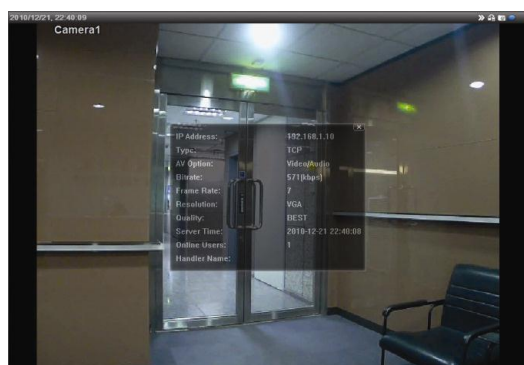 2010/12/21, 22:40:09
Camera1
IP Address: 192.168.1.10
Type: TCP
AV Option: Video/Audio
Bitrate: 571(kbps)
Frame Rate: 7
Resolution: VGA
Quality: BEST
Server Time: 2010-12-21 22:40:08
Online Users: 1
Handler Name: